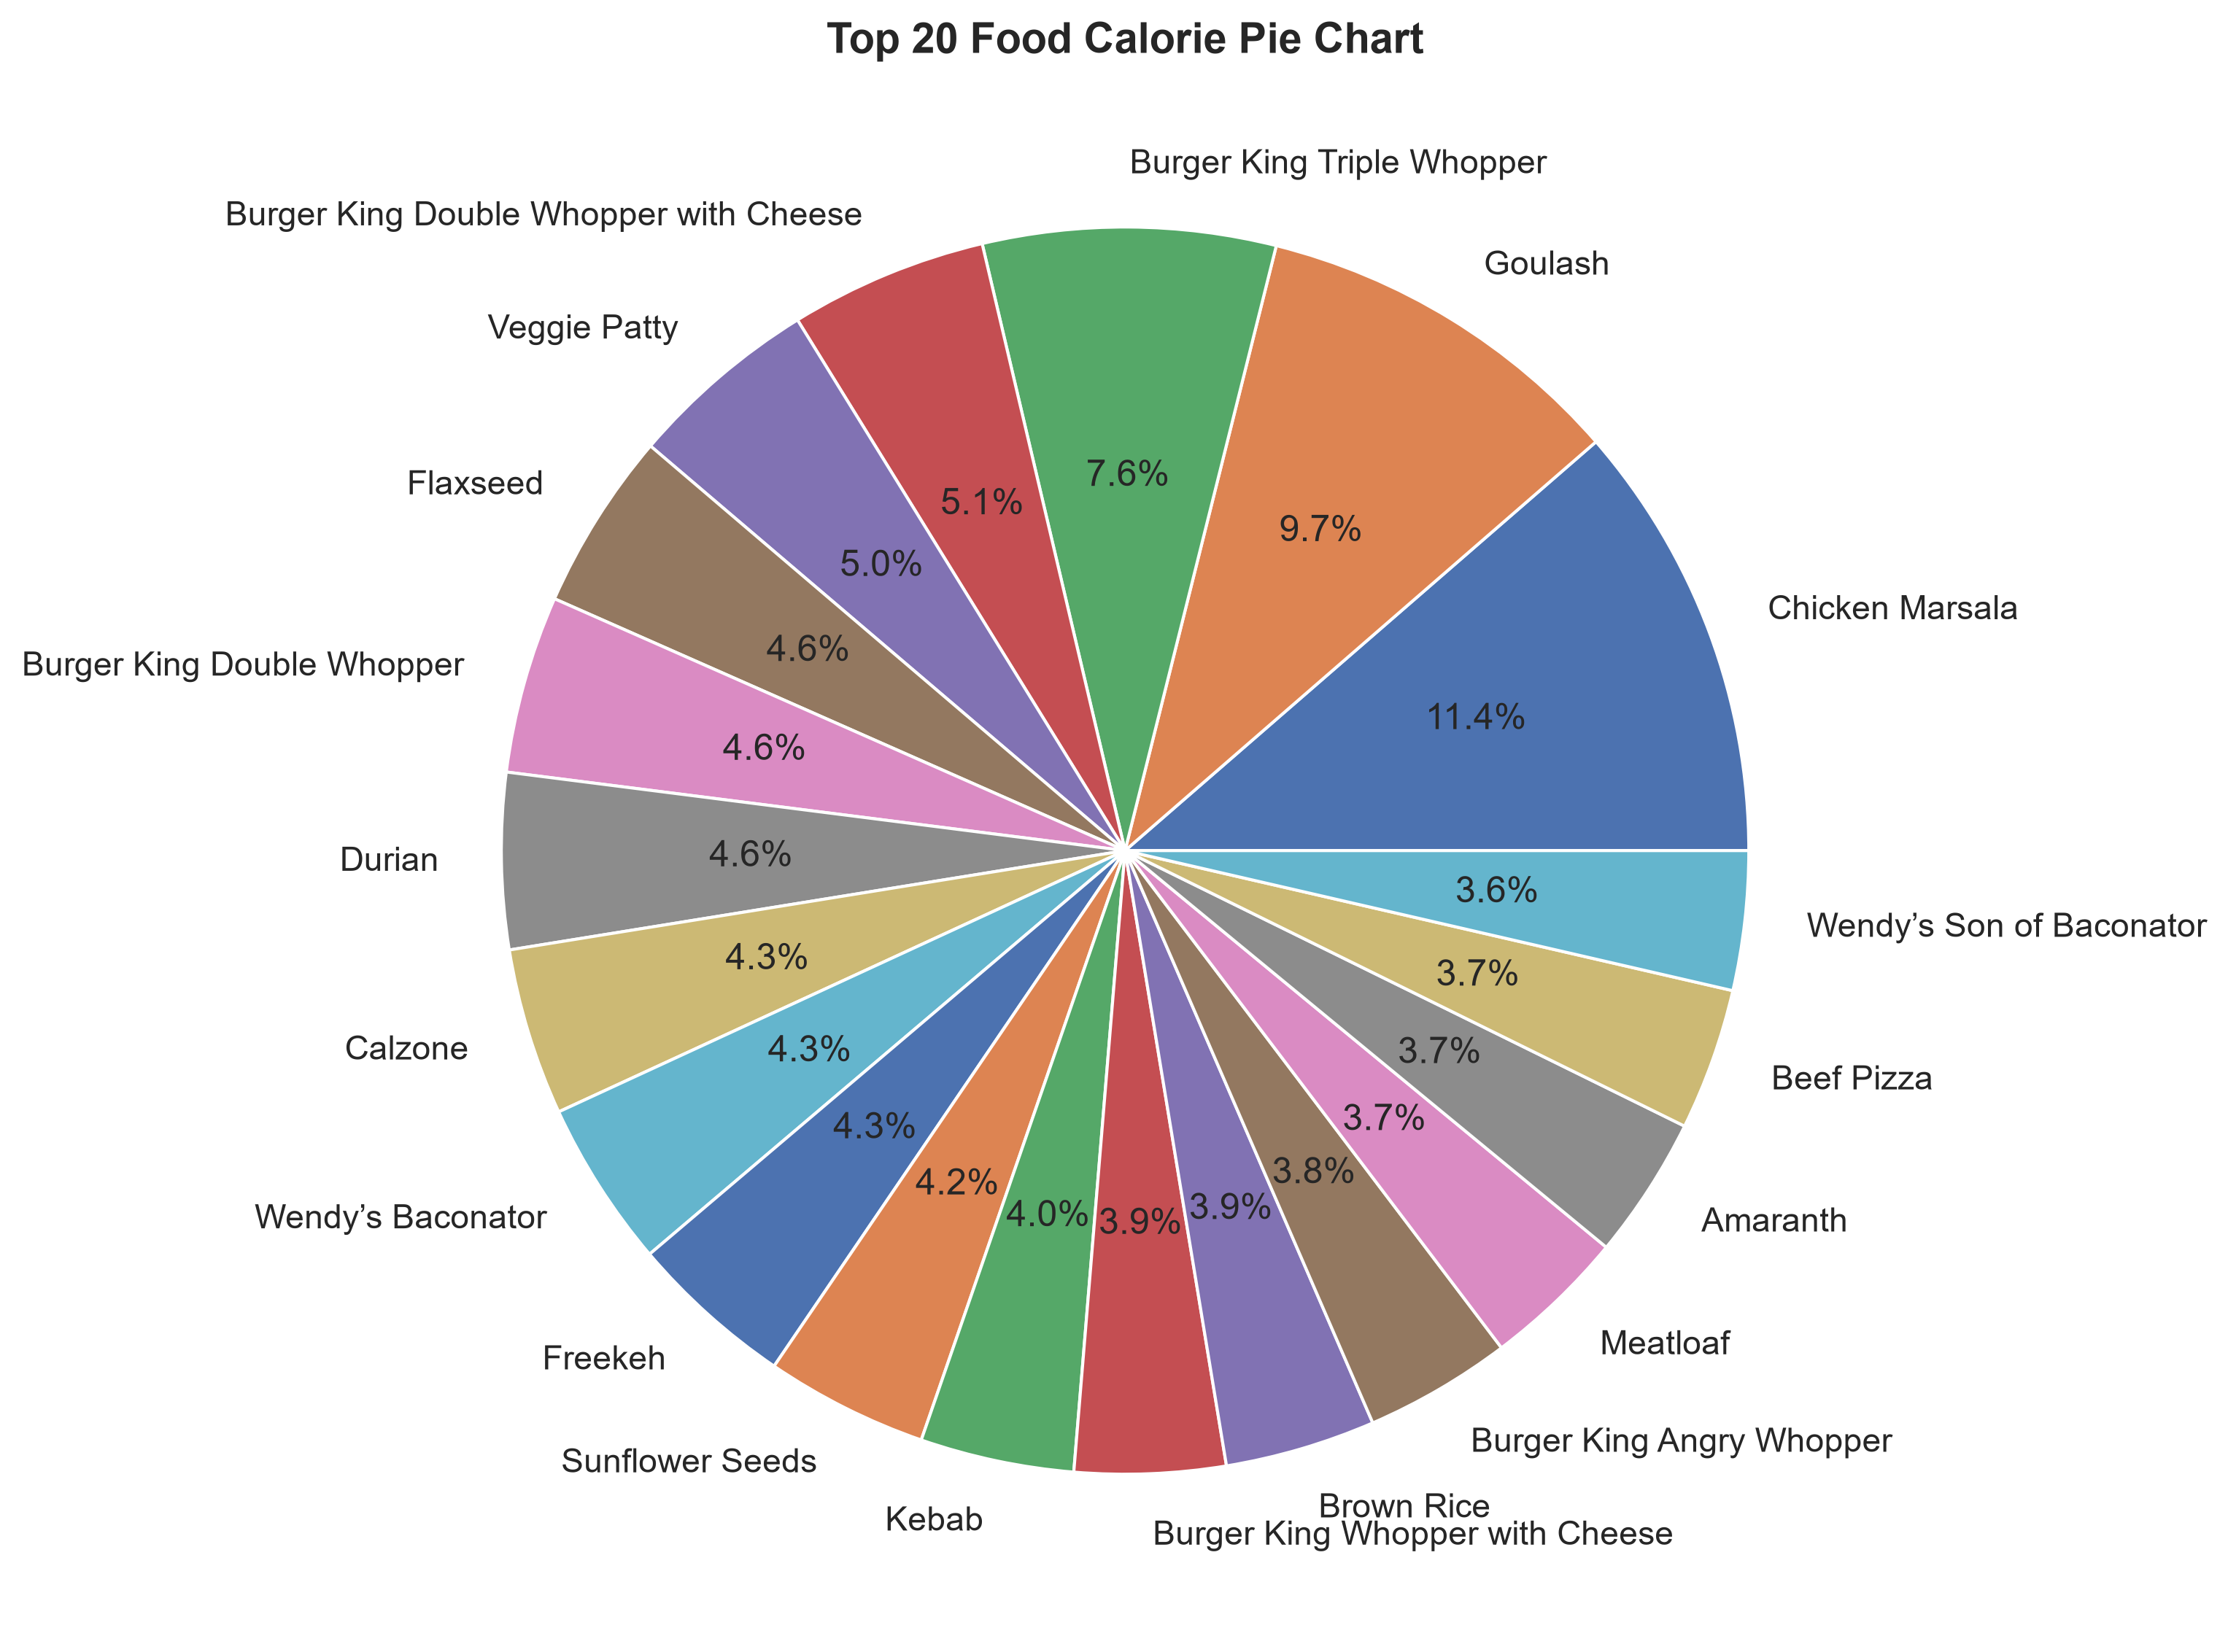 Top 20 Food Calorie Pie Chart
Burger King Triple Whopper
Burger King Double Whopper with Cheese
Goulash
Veggie Patty
Flaxseed
7.6%
5.1%
9.7%
5.0%
Chicken Marsala
4.6%
Burger King Double Whopper
11.4%
4.6%
Durian
4.6%
3.6%
Wendy’s Son of Baconator
4.3%
3.7%
Calzone
4.3%
3.7%
Beef Pizza
4.3%
3.7%
3.8%
4.2%
4.0%
3.9%
3.9%
Wendy’s Baconator
Amaranth
Freekeh
Meatloaf
Sunflower Seeds
Burger King Angry Whopper
Kebab
Brown Rice
Burger King Whopper with Cheese